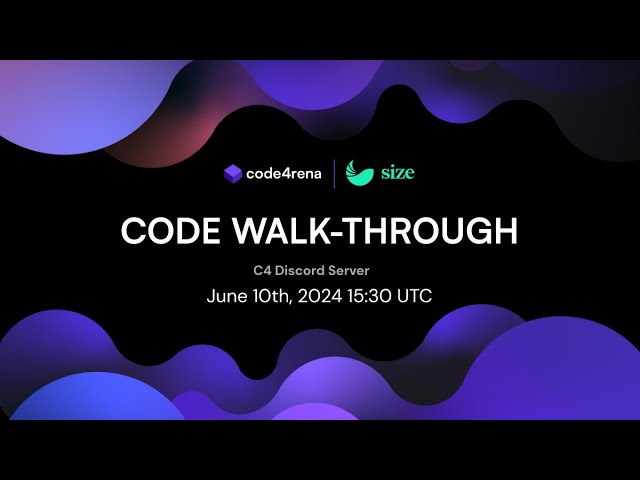 code4rena size
CODE WALK-THROUGH
C4 Discord Server
June 10th, 2024 15:30 UTC